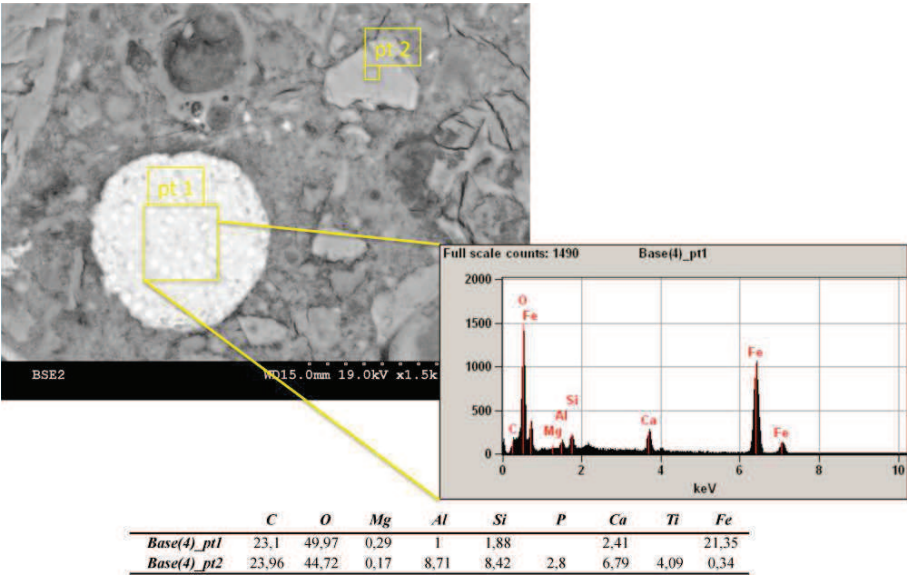 pt 2
pt 1
BSE2 WD15.0mm 19.0kV x1.5k
Full scale counts: 1490 Base(4)_pt1
2000
1500
1000
500
0
O
Fe
C
Mg
Al
Si
Ca
Fe
Fe
0 2 4 6 8 10
keV
C O Mg Al Si P Ca Ti Fe
Base(4)_pt1 23,1 49,97 0,29 1 1,88 2,41 21,35
Base(4)_pt2 23,96 44,72 0,17 8,71 8,42 2,8 6,79 4,09 0,34